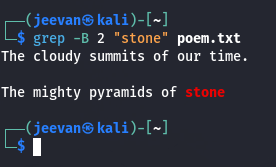 ┌──(jeevan㉿kali)-[~]
└─$ grep -B 2 "stone" poem.txt
The cloudy summits of our time.
The mighty pyramids of stone
┌──(jeevan㉿kali)-[~]
└─$